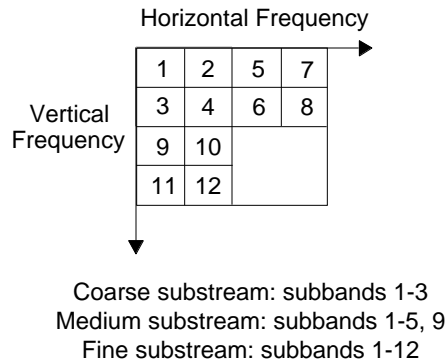 Horizontal Frequency
Vertical
Frequency
1 2 5 7
3 4 6 8
9 10
11 12
Coarse substream: subbands 1-3
Medium substream: subbands 1-5, 9
Fine substream: subbands 1-12